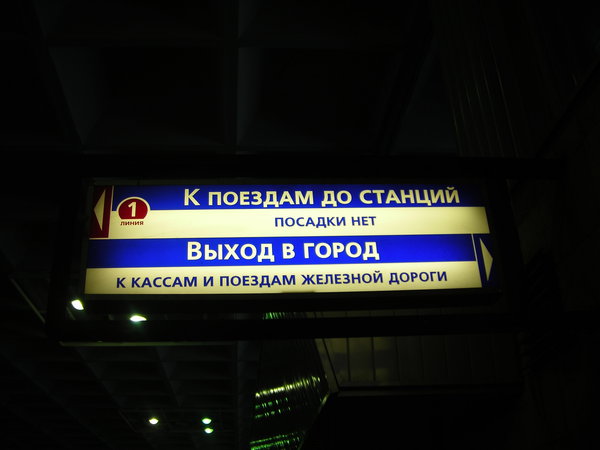 К ПОЕЗДАМ ДО СТАНЦИЙ
1
ЛИНИЯ
ПОСАДКИ НЕТ
ВЫХОД В ГОРОД
К КАССАМ И ПОЕЗДАМ ЖЕЛЕЗНОЙ ДОРОГИ